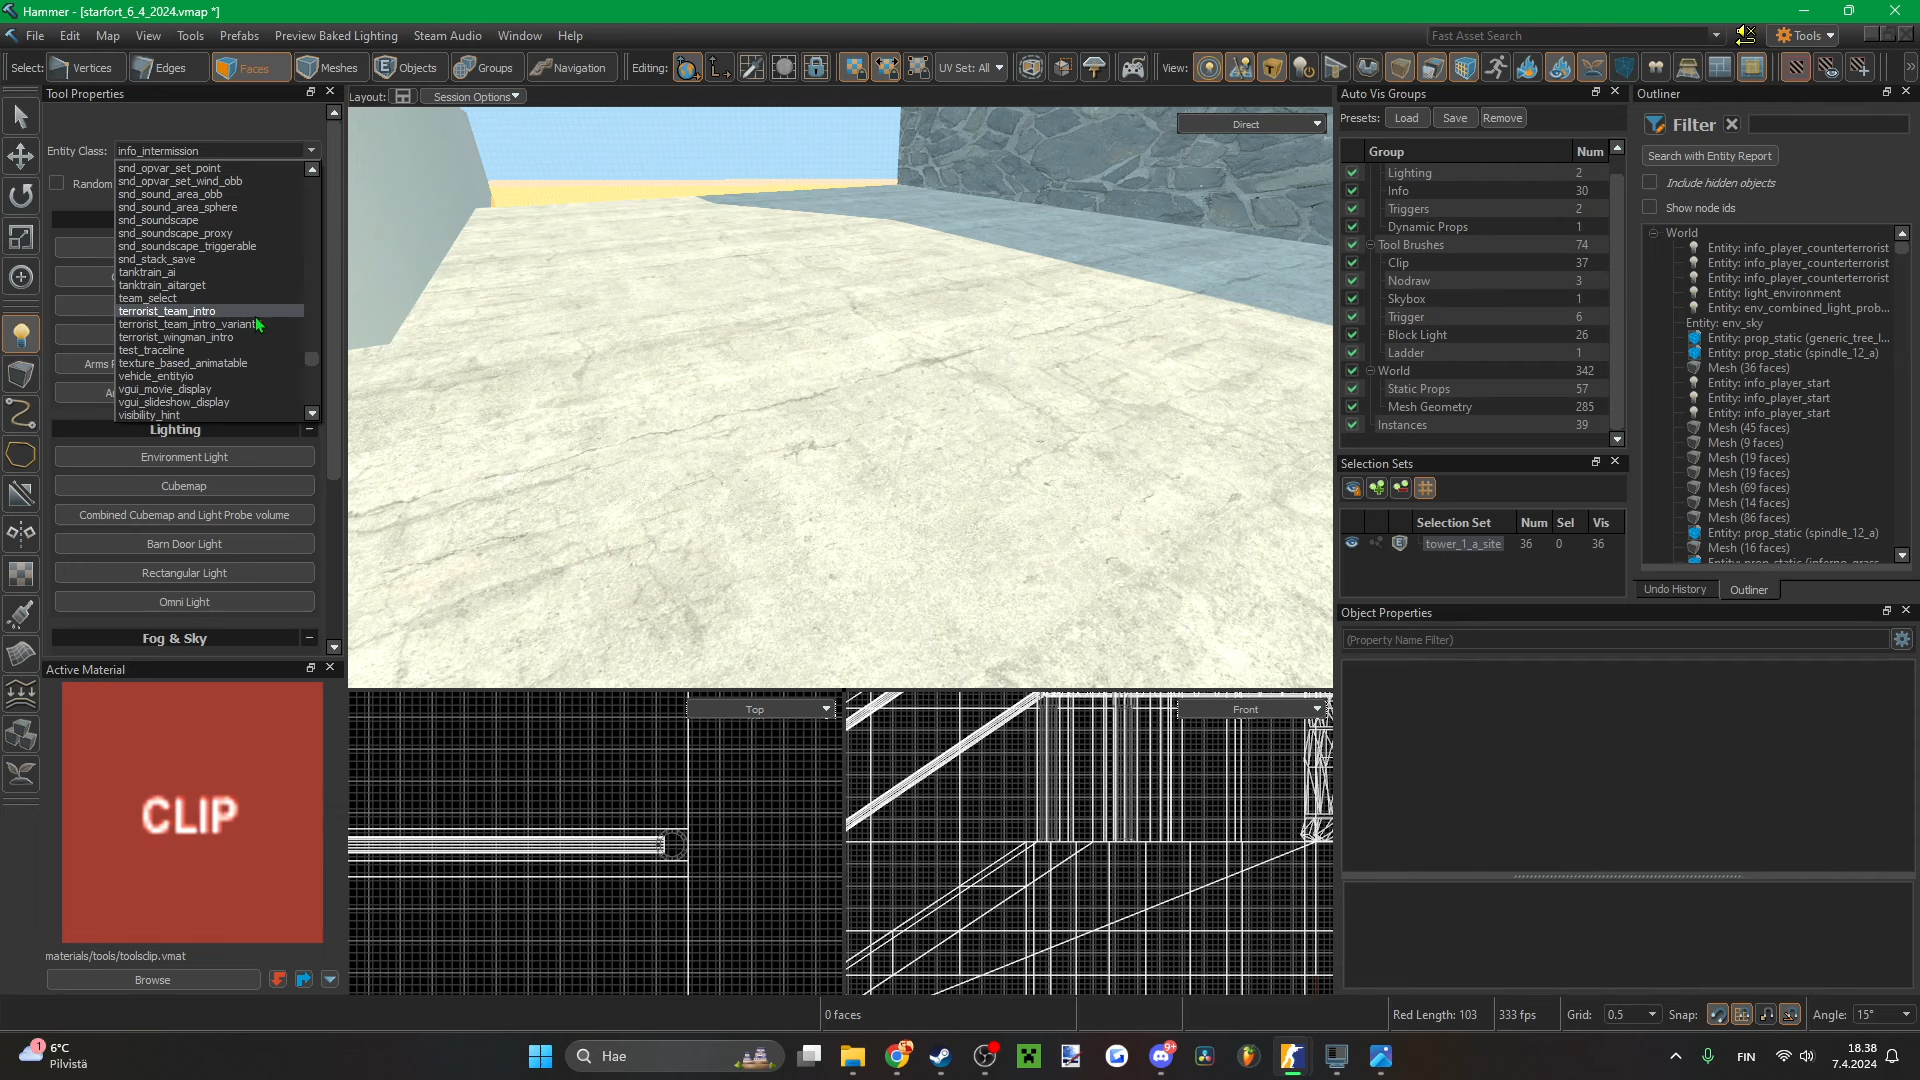 Hammer - [starfort_6_4_2024.vmap *]
File Edit Map View Tools Prefabs Preview Baked Lighting Steam Audio Window Help
Fast Asset Search
Tools
Select: Vertices Edges Faces Meshes Objects Groups Navigation Editing: UV Set: All View:
Tool Properties
Entity Class: info_intermission
Random
snd_opvar_set_point
snd_opvar_set_wind_obb
snd_sound_area_obb
snd_sound_area_sphere
snd_soundscape
snd_soundscape_proxy
snd_soundscape_triggerable
snd_stack_save
tanktrain_ai
tanktrain_aitarget
team_select
terrorist_team_intro
terrorist_team_intro_variant
terrorist_wingman_intro
test_traceline
texture_based_animatable
vehicle_entityio
vgui_movie_display
vgui_slideshow_display
visibility_hint
Lighting
Environment Light
Cubemap
Combined Cubemap and Light Probe volume
Barn Door Light
Rectangular Light
Omni Light
Fog & Sky
Active Material
CLIP
materials/tools/toolsclip.vmat
Browse
Layout: Session Options
Direct
Top
Front
Auto Vis Groups
Presets: Load Save Remove
Group Num
Lighting 2
Info 30
Triggers 2
Dynamic Props 1
Tool Brushes 74
Clip 37
Nodraw 3
Skybox 1
Trigger 6
Block Light 26
Ladder 1
World 342
Static Props 57
Mesh Geometry 285
Instances 39
Selection Sets
Selection Set Num Sel Vis
tower_1_a_site 36 0 36
Outliner
Filter
Search with Entity Report
Include hidden objects
Show node ids
World
Entity: info_player_counterterrorist
Entity: info_player_counterterrorist
Entity: info_player_counterterrorist
Entity: light_environment
Entity: env_combined_light_prob...
Entity: env_sky
Entity: prop_static (generic_tree_l...
Entity: prop_static (spindle_12_a)
Mesh (36 faces)
Entity: info_player_start
Entity: info_player_start
Entity: info_player_start
Mesh (45 faces)
Mesh (9 faces)
Mesh (19 faces)
Mesh (19 faces)
Mesh (69 faces)
Mesh (14 faces)
Mesh (86 faces)
Entity: prop_static (spindle_12_a)
Mesh (16 faces)
Undo History Outliner
Object Properties
(Property Name Filter)
0 faces
Red Length: 103
333 fps
Grid: 0.5
Snap:
Angle: 15°
1
6°C
Pilvistä
Hae
9+
FIN
18.38
7.4.2024